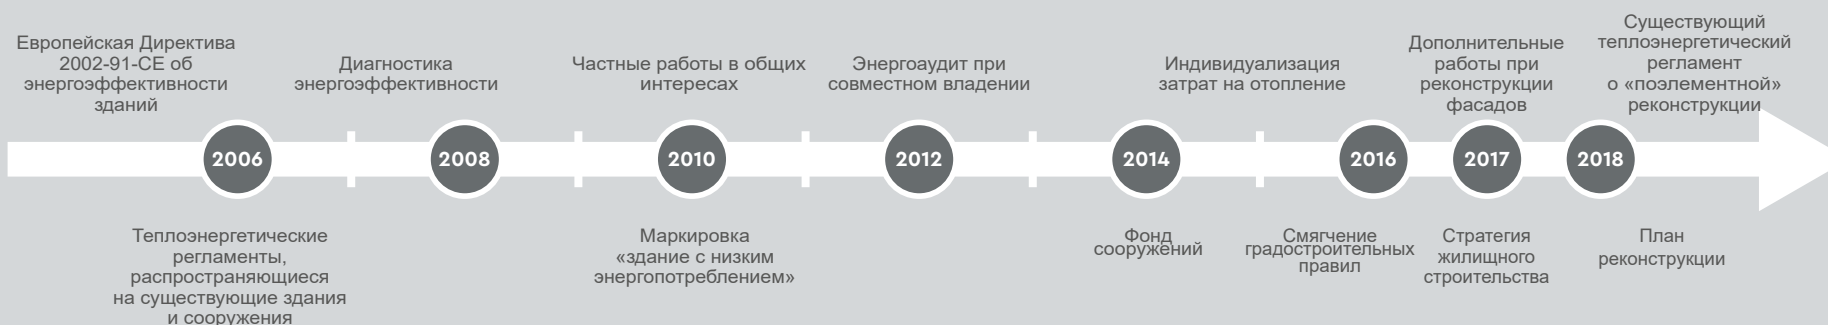 Европейская Директива
2002-91-CE об
энергоэффективности
зданий
Диагностика
энергоэффективности
Частные работы в общих
интересах
Энергоаудит при
совместном владении
Индивидуализация
затрат на отопление
Дополнительные
работы при
реконструкции
фасадов
Существующий
теплоэнергетический
регламент
о «поэлементной»
реконструкции
2006
2008
2010
2012
2014
2016
2017
2018
Теплоэнергетические
регламенты,
распространяющиеся
на существующие здания
и сооружения
Маркировка
«здание с низким
энергопотреблением»
Фонд
сооружений
Смягчение
градостроительных
правил
Стратегия
жилищного
строительства
План
реконструкции